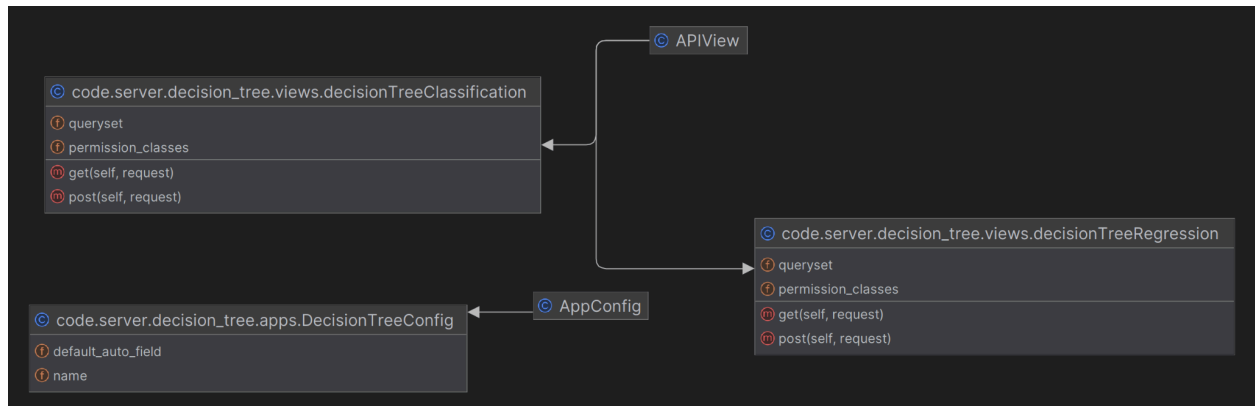 APIView
code.server.decision_tree.views.decisionTreeClassification
queryset
permission_classes
get(self, request)
post(self, request)
code.server.decision_tree.views.decisionTreeRegression
queryset
permission_classes
get(self, request)
post(self, request)
AppConfig
code.server.decision_tree.apps.DecisionTreeConfig
default_auto_field
name